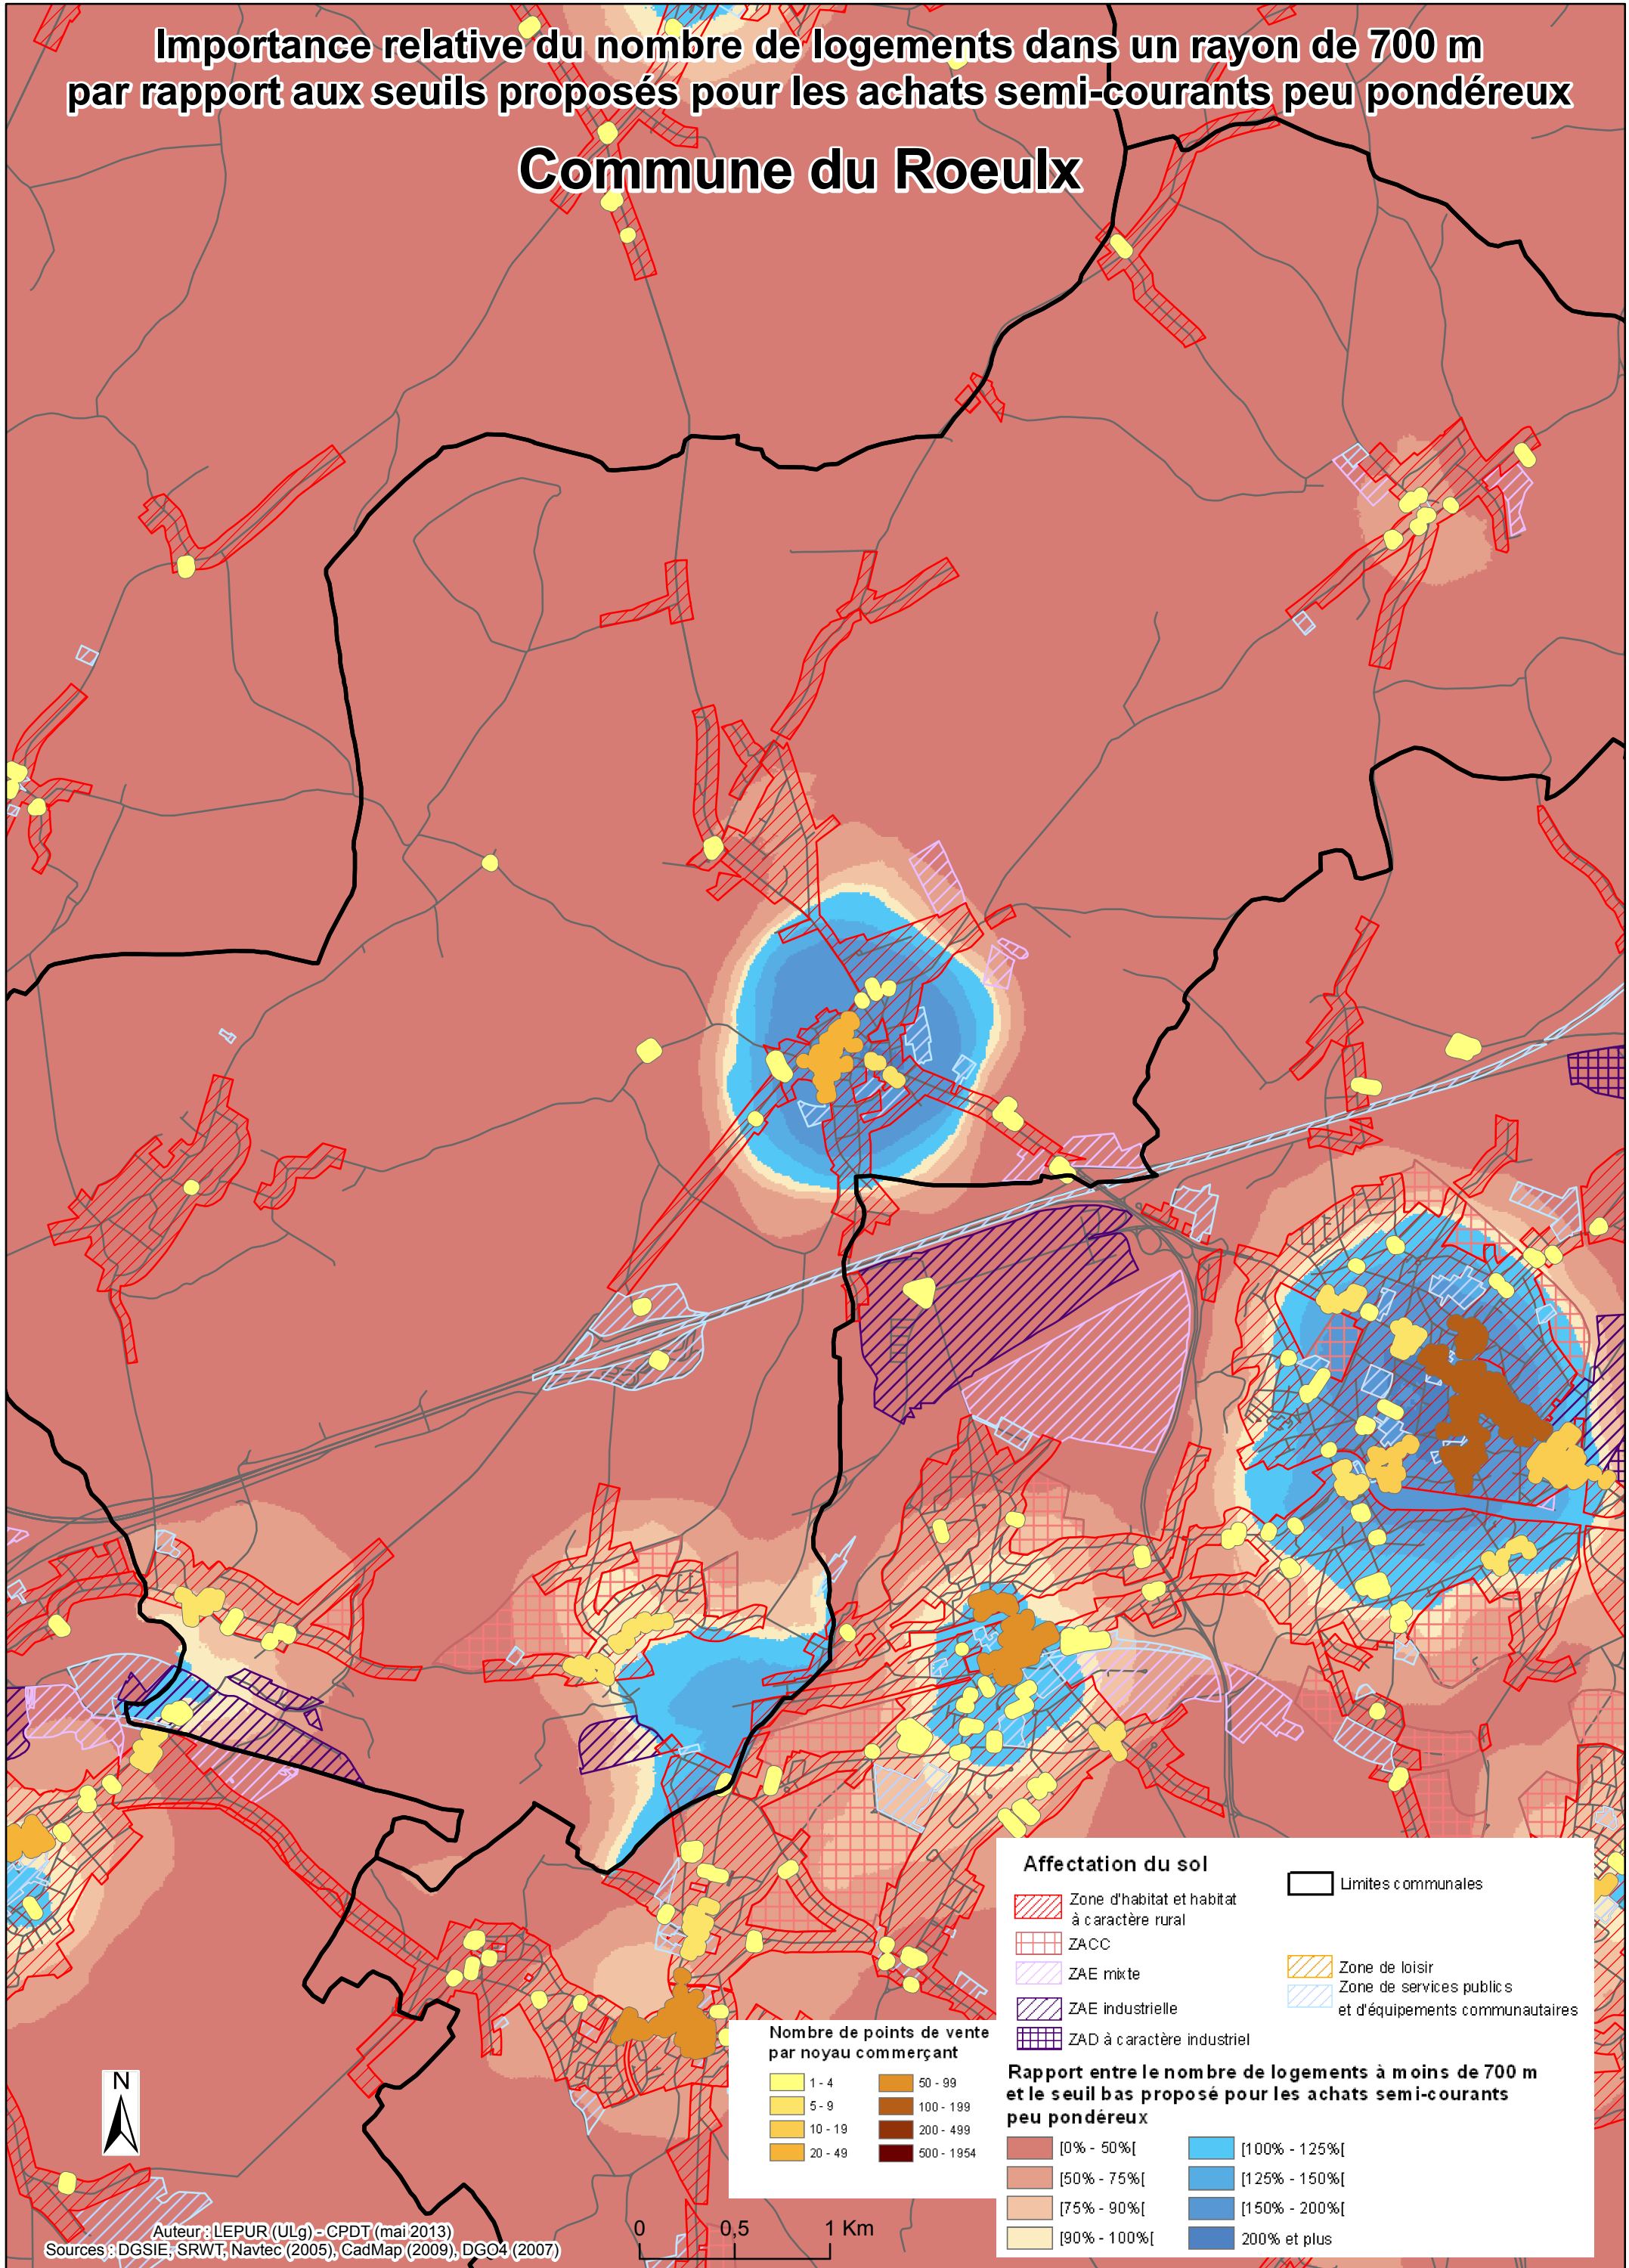 Importance relative du nombre de logements dans un rayon de 700 m
par rapport aux seuils proposés pour les achats semi-courants peu pondéreux
Commune du Roeulx
Affectation du sol
Zone d'habitat et habitat
à caractère rural
ZACC
ZAE mixte
ZAE industrielle
ZAD à caractère industriel
Limites communales
Zone de loisir
Zone de services publics
et d'équipements communautaires
Nombre de points de vente
par noyau commerçant
1 - 4
5 - 9
10 - 19
20 - 49
50 - 99
100 - 199
200 - 499
500 - 1954
Rapport entre le nombre de logements à moins de 700 m
et le seuil bas proposé pour les achats semi-courants
peu pondéreux
[0% - 50%[
[50% - 75%[
[75% - 90%[
[90% - 100%[
[100% - 125%[
[125% - 150%[
[150% - 200%[
200% et plus
N
0 0,5 1 Km
Auteur : LEPUR (ULg) - CPDT (mai 2013)
Sources : DGSIE, SRWT, Navtec (2005), CadMap (2009), DGO4 (2007)